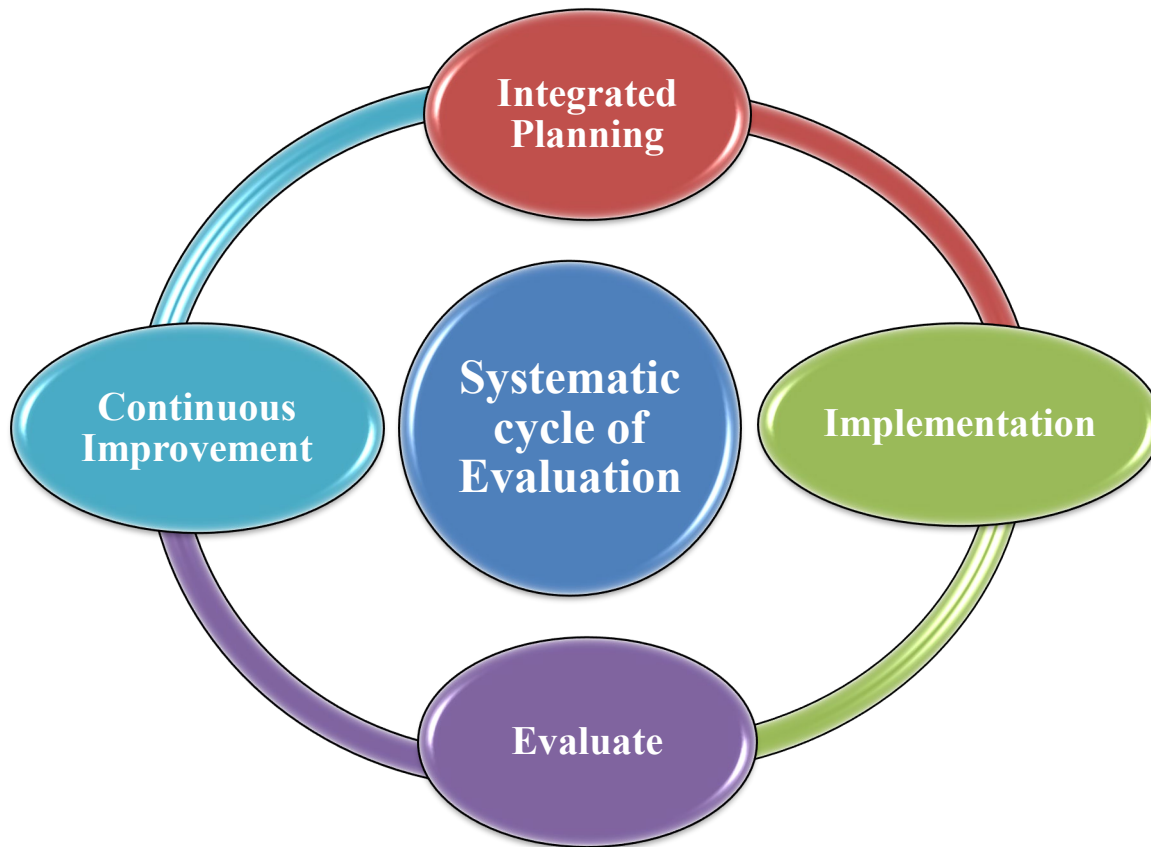 Integrated
Planning
Systematic
cycle of
Evaluation
Continuous
Improvement
Implementation
Evaluate